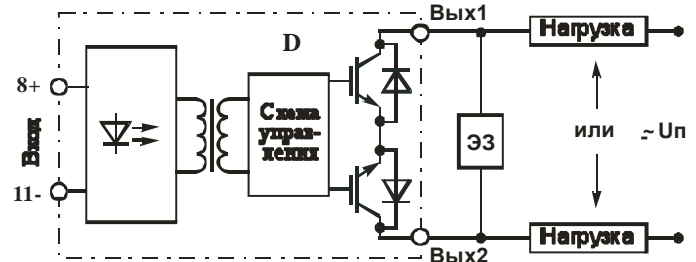 Вых1
Нагрузка
D
8+
Вход
11-
Схема
управ-
ления
ЭЗ
или
~ Uп
Нагрузка
Вых2